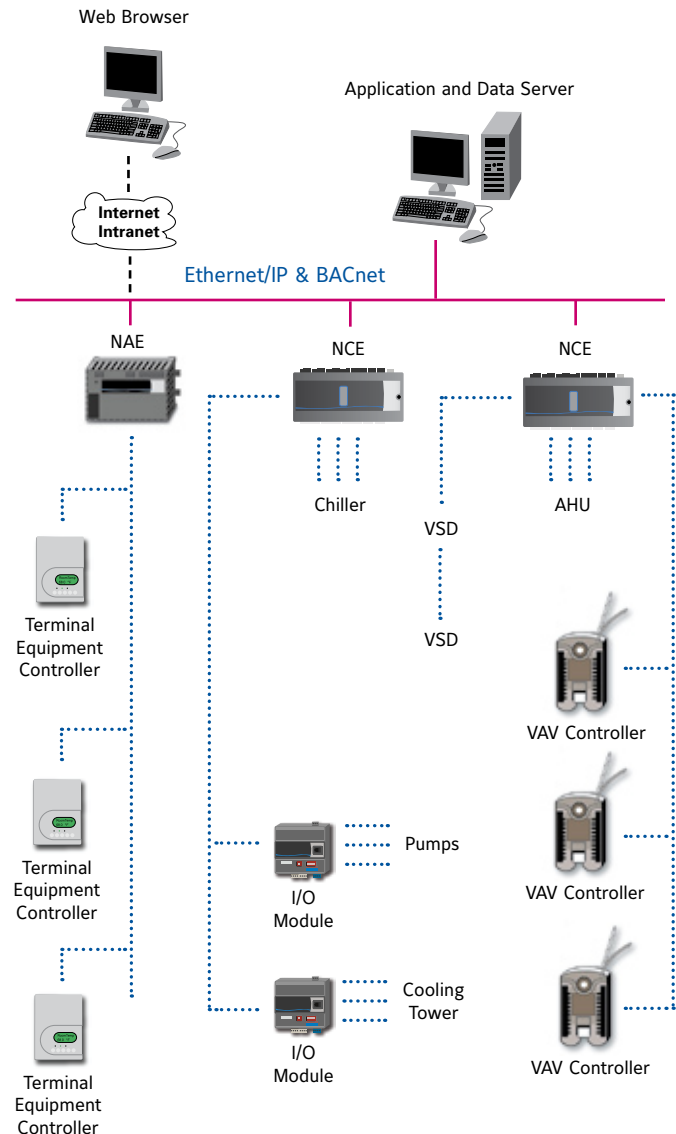 Web Browser
Application and Data Server
Internet
Intranet
Ethernet/IP & BACnet
NAE
NCE
NCE
Chiller
VSD
AHU
VSD
Terminal
Equipment
Controller
VAV Controller
Terminal
Equipment
Controller
I/O
Module
Pumps
VAV Controller
I/O
Module
Cooling
Tower
VAV Controller
Terminal
Equipment
Controller